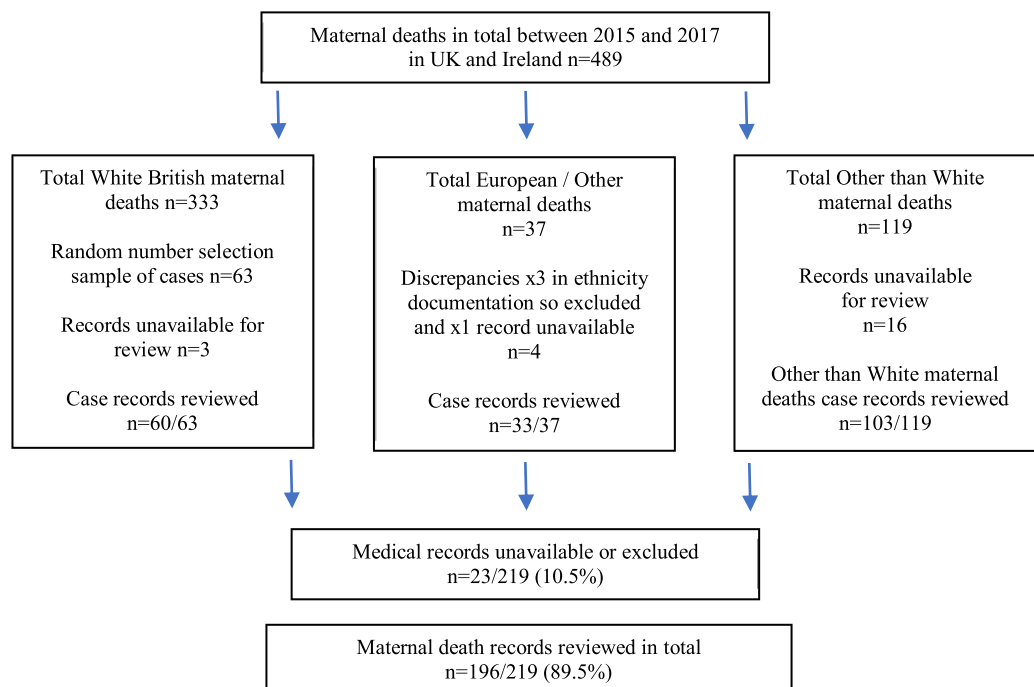 Maternal deaths in total between 2015 and 2017
in UK and Ireland n=489
Total White British maternal
deaths n=333
Random number selection
sample of cases n=63
Records unavailable for
review n=3
Case records reviewed
n=60/63
Total European / Other
maternal deaths
n=37
Discrepancies x3 in ethnicity
documentation so excluded
and x1 record unavailable
n=4
Case records reviewed
n=33/37
Total Other than White
maternal deaths
n=119
Records unavailable
for review
n=16
Other than White maternal
deaths case records reviewed
n=103/119
Medical records unavailable or excluded
n=23/219 (10.5%)
Maternal death records reviewed in total
n=196/219 (89.5%)